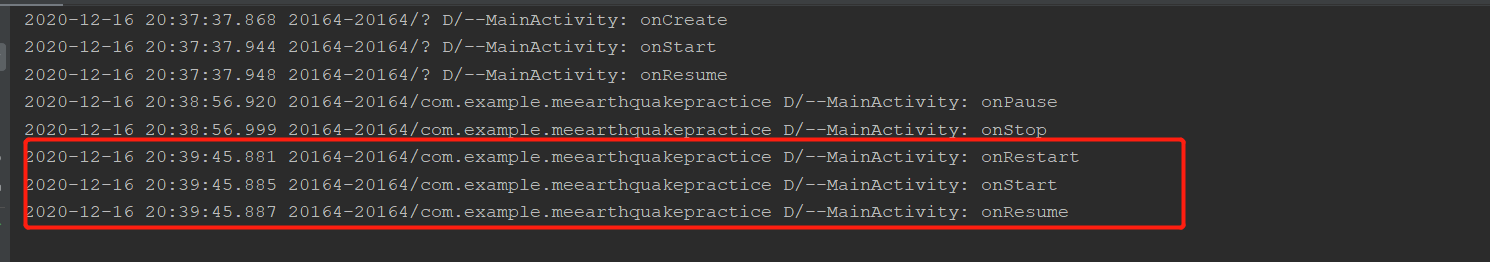 2020-12-16 20:37:37.868 20164-20164/? D/--MainActivity: onCreate
2020-12-16 20:37:37.944 20164-20164/? D/--MainActivity: onStart
2020-12-16 20:37:37.948 20164-20164/? D/--MainActivity: onResume
2020-12-16 20:38:56.920 20164-20164/com.example.meearthquakepractice D/--MainActivity: onPause
2020-12-16 20:38:56.999 20164-20164/com.example.meearthquakepractice D/--MainActivity: onStop
2020-12-16 20:39:45.881 20164-20164/com.example.meearthquakepractice D/--MainActivity: onRestart
2020-12-16 20:39:45.885 20164-20164/com.example.meearthquakepractice D/--MainActivity: onStart
2020-12-16 20:39:45.887 20164-20164/com.example.meearthquakepractice D/--MainActivity: onResume